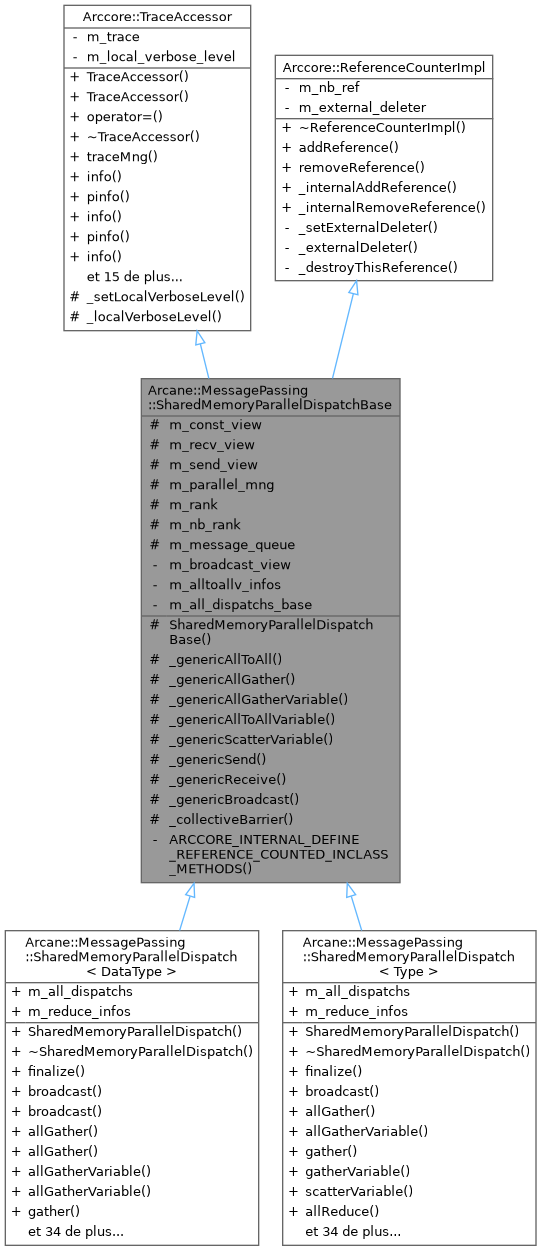 Arccore::TraceAccessor
- m_trace
- m_local_verbose_level
+ TraceAccessor()
+ TraceAccessor()
+ operator=()
+ ~TraceAccessor()
+ traceMng()
+ info()
+ pinfo()
+ info()
+ pinfo()
+ info()
et 15 de plus...
# _setLocalVerboseLevel()
# _localVerboseLevel()
Arccore::ReferenceCounterImpl
- m_nb_ref
- m_external_deleter
+ ~ReferenceCounterImpl()
+ addReference()
+ removeReference()
+ _internalAddReference()
+ _internalRemoveReference()
- _setExternalDeleter()
- _externalDeleter()
- _destroyThisReference()
Arcane::MessagePassing
::SharedMemoryParallelDispatchBase
# m_const_view
# m_recv_view
# m_send_view
# m_parallel_mng
# m_rank
# m_nb_rank
# m_message_queue
- m_broadcast_view
- m_alltoallv_infos
- m_all_dispatchs_base
# SharedMemoryParallelDispatch
Base()
# _genericAllToAll()
# _genericAllGather()
# _genericAllGatherVariable()
# _genericAllToAllVariable()
# _genericScatterVariable()
# _genericSend()
# _genericReceive()
# _genericBroadcast()
# _collectiveBarrier()
- ARCCORE_INTERNAL_DEFINE
_REFERENCE_COUNTED_INCLASS
_METHODS()
Arcane::MessagePassing
::SharedMemoryParallelDispatch
< DataType >
+ m_all_dispatchs
+ m_reduce_infos
+ SharedMemoryParallelDispatch()
+ ~SharedMemoryParallelDispatch()
+ finalize()
+ broadcast()
+ broadcast()
+ allGather()
+ allGather()
+ allGatherVariable()
+ allGatherVariable()
+ gather()
et 34 de plus...
Arcane::MessagePassing
::SharedMemoryParallelDispatch
< Type >
+ m_all_dispatchs
+ m_reduce_infos
+ SharedMemoryParallelDispatch()
+ ~SharedMemoryParallelDispatch()
+ finalize()
+ broadcast()
+ allGather()
+ allGatherVariable()
+ gather()
+ gatherVariable()
+ scatterVariable()
+ allReduce()
et 34 de plus...